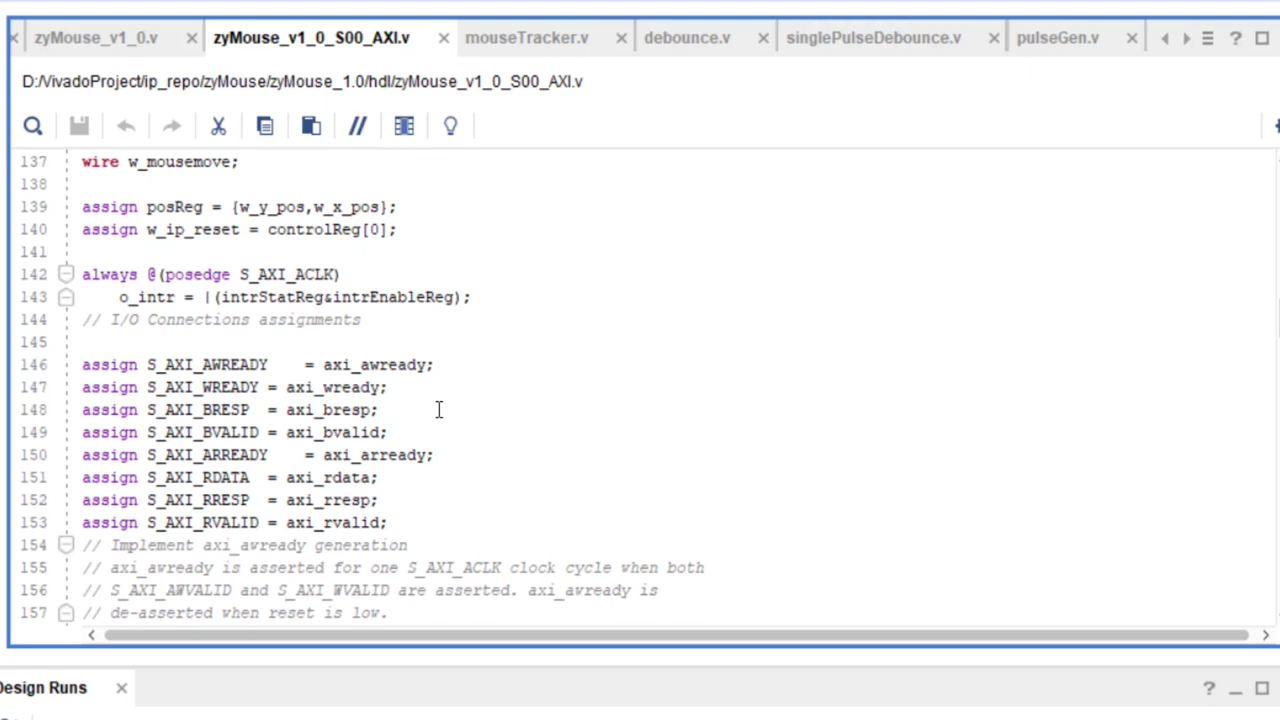 zyMouse_v1_0.v
zyMouse_v1_0_S00_AXI.v
mouseTracker.v
debounce.v
singlePulseDebounce.v
pulseGen.v
D:/VivadoProject/ip_repo/zyMouse/zyMouse_1.0/hdl/zyMouse_v1_0_S00_AXI.v
137 wire w_mousemove;
138
139 assign posReg = {w_y_pos,w_x_pos};
140 assign w_ip_reset = controlReg[0];
141
142 always @(posedge S_AXI_ACLK)
143 o_intr = |(intrStatReg&intrEnableReg);
144 // I/O Connections assignments
145
146 assign S_AXI_AWREADY = axi_awready;
147 assign S_AXI_WREADY = axi_wready;
148 assign S_AXI_BRESP = axi_bresp;
149 assign S_AXI_BVALID = axi_bvalid;
150 assign S_AXI_ARREADY = axi_arready;
151 assign S_AXI_RDATA = axi_rdata;
152 assign S_AXI_RRESP = axi_rresp;
153 assign S_AXI_RVALID = axi_rvalid;
154 // Implement axi_awready generation
155 // axi_awready is asserted for one S_AXI_ACLK clock cycle when both
156 // S_AXI_AWVALID and S_AXI_WVALID are asserted. axi_awready is
157 // de-asserted when reset is low.
esign Runs